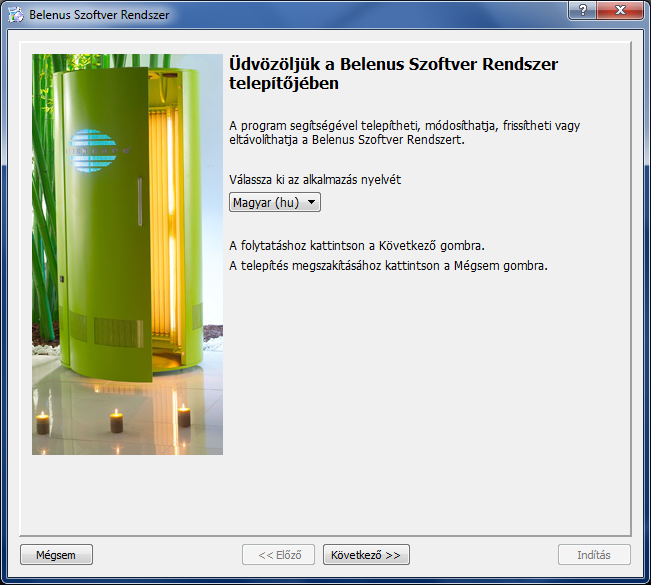 Belenus Szoftver Rendszer
Üdvözöljük a Belenus Szoftver Rendszer
telepítőjében
A program segítségével telepítheti, módosíthatja, frissítheti vagy
eltávolíthatja a Belenus Szoftver Rendszert.
Válassza ki az alkalmazás nyelvét
Magyar (hu)
A folytatáshoz kattintson a Következő gombra.
A telepítés megszakításához kattintson a Mégsem gombra.
Mégsem
<< Előző
Következő >>
Indítás